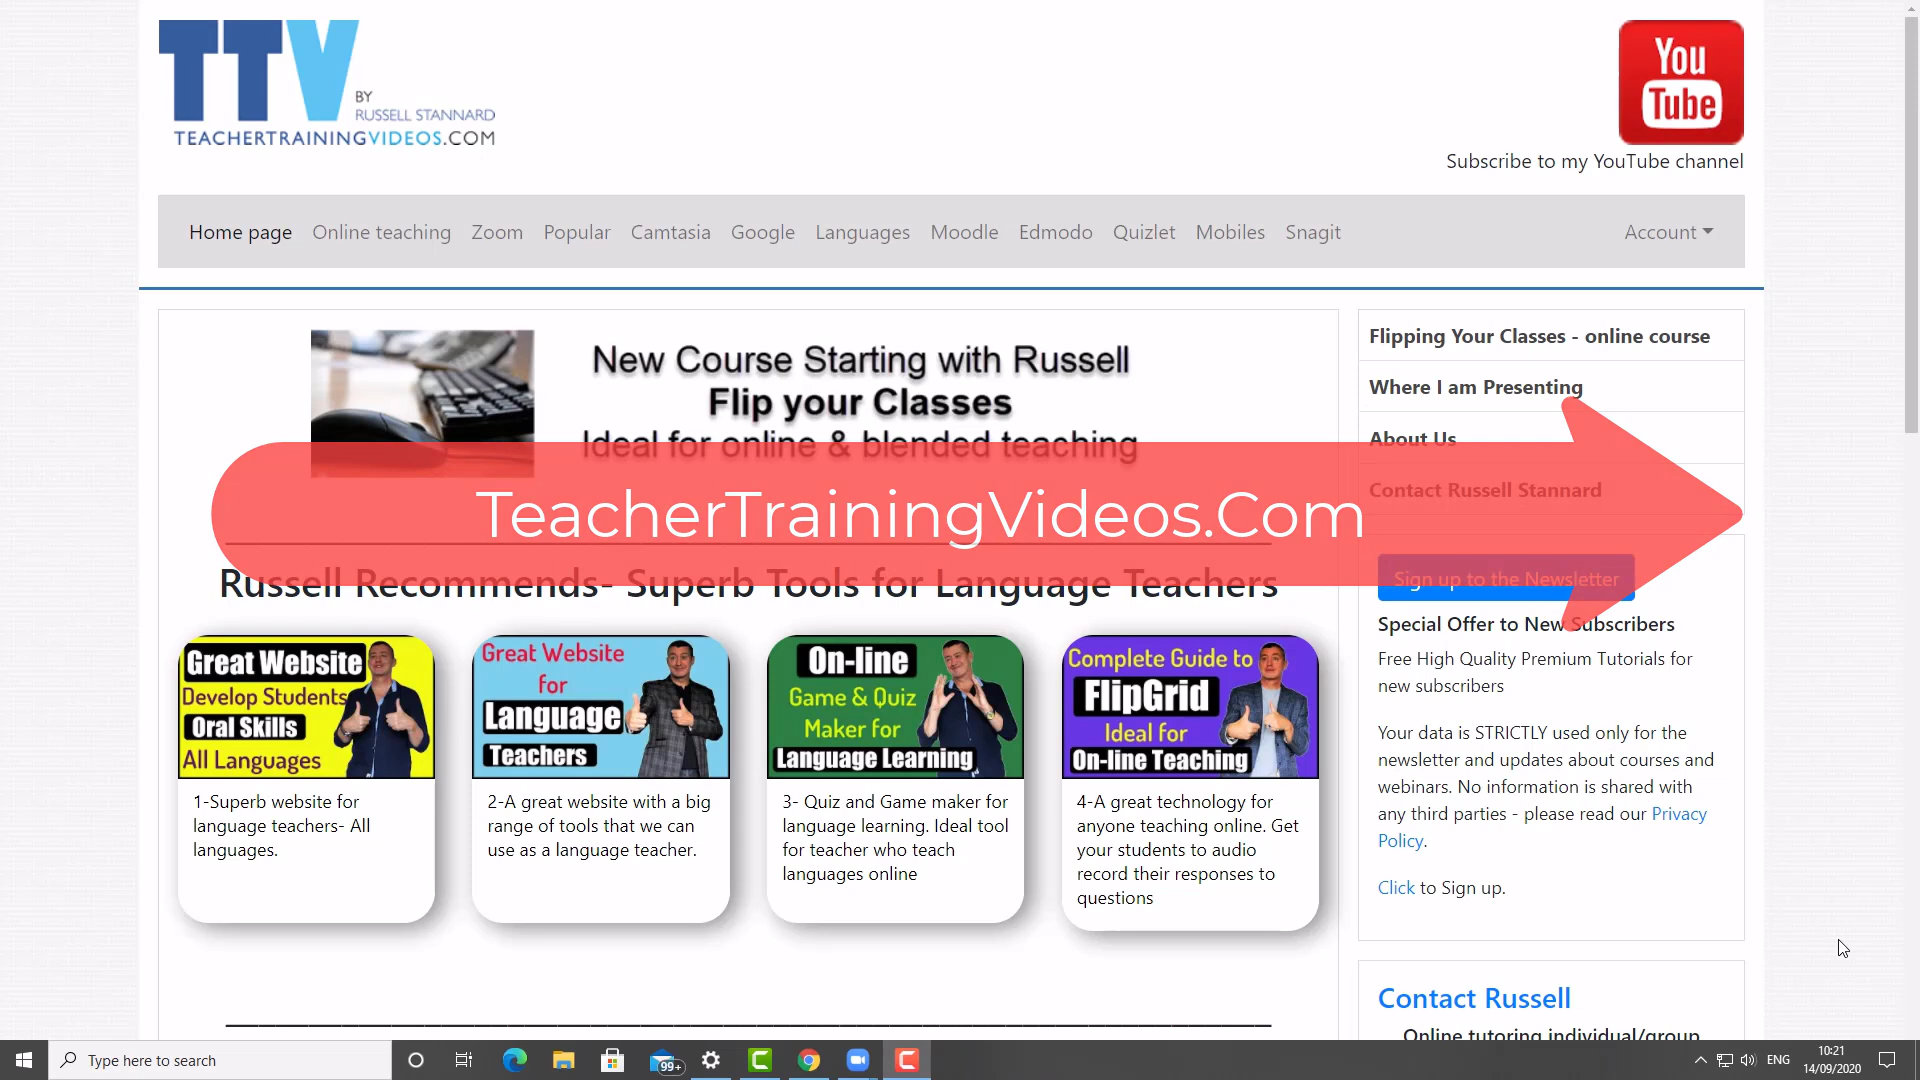 TTV
BY
RUSSELL STANNARD
TEACHERTRAININGVIDEOS.COM
You
Tube
Subscribe to my YouTube channel
Home page Online teaching Zoom Popular Camtasia Google Languages Moodle Edmodo Quizlet Mobiles Snagit Account
New Course Starting with Russell
Flip your Classes
Ideal for online & blended teaching
TeacherTrainingVideos.Com
Russell Recommends- Superb Tools for Language Teachers
Great Website
Develop Students
Oral Skills
All Languages
1-Superb website for
language teachers- All
languages.
Great Website
for
Language
Teachers
2-A great website with a big
range of tools that we can
use as a language teacher.
On-line
Game & Quiz
Maker for
Language Learning
3- Quiz and Game maker for
language learning. Ideal tool
for teacher who teach
languages online
Complete Guide to
FlipGrid
Ideal for
On-line Teaching
4-A great technology for
anyone teaching online. Get
your students to audio
record their responses to
questions
Flipping Your Classes - online course
Where I am Presenting
About Us
Contact Russell Stannard
Sign up to the Newsletter
Special Offer to New Subscribers
Free High Quality Premium Tutorials for
new subscribers
Your data is STRICTLY used only for the
newsletter and updates about courses and
webinars. No information is shared with
any third parties - please read our Privacy
Policy.
Click to Sign up.
Contact Russell
Online tutoring individual/group
Type here to search
99+
ENG
10:21
14/09/2020